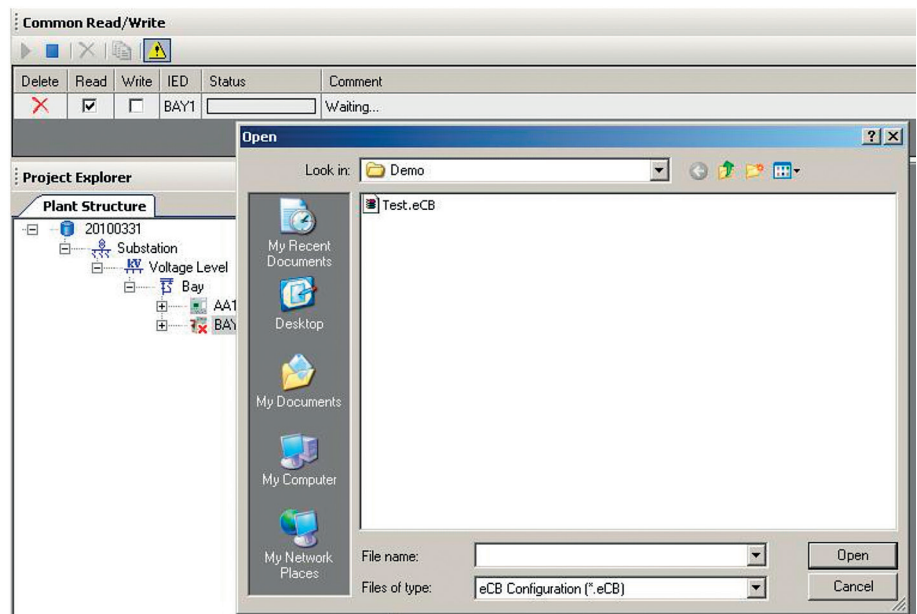 Common Read/Write
Delete Read Write IED Status Comment
BAY1 Waiting...
Project Explorer
Plant Structure
20100331
Substation
KV Voltage Level
Bay
AA1
BAY
Open
Look in: Demo
My Recent
Documents
Desktop
My Documents
My Computer
My Network
Places
Test.eCB
File name: Open
Files of type: eCB Configuration (*.eCB) Cancel